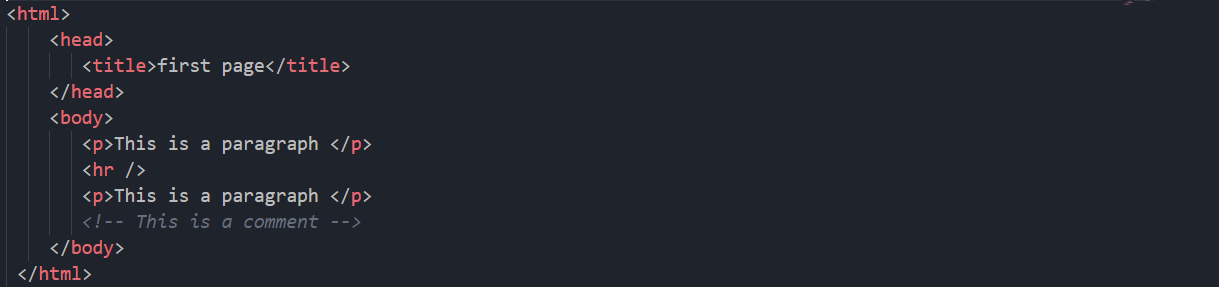 <html>
<head>
<title>first page</title>
</head>
<body>
<p>This is a paragraph </p>
<hr />
<p>This is a paragraph </p>
<!-- This is a comment -->
</body>
</html>